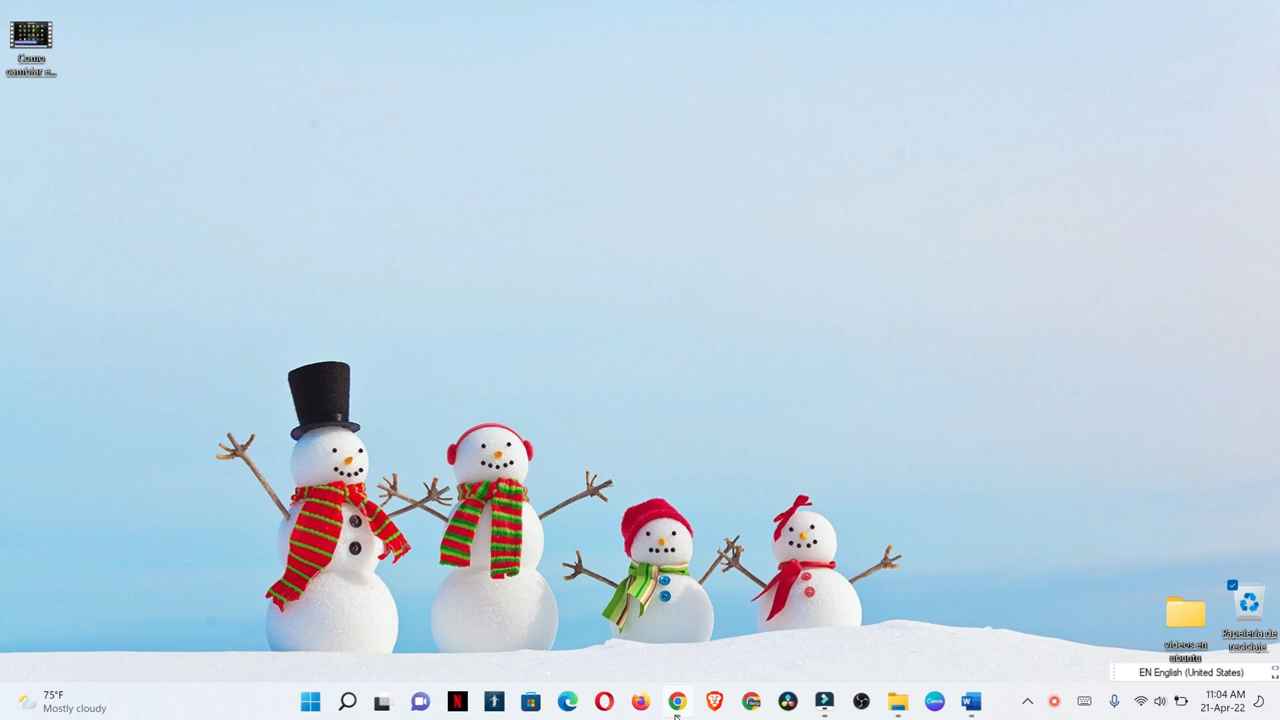 Como
cambiar e...
videos en
ubuntu
Papelería de
reciclaje
EN English (United States)
75°F
Mostly cloudy
11:04 AM
21-Apr-22